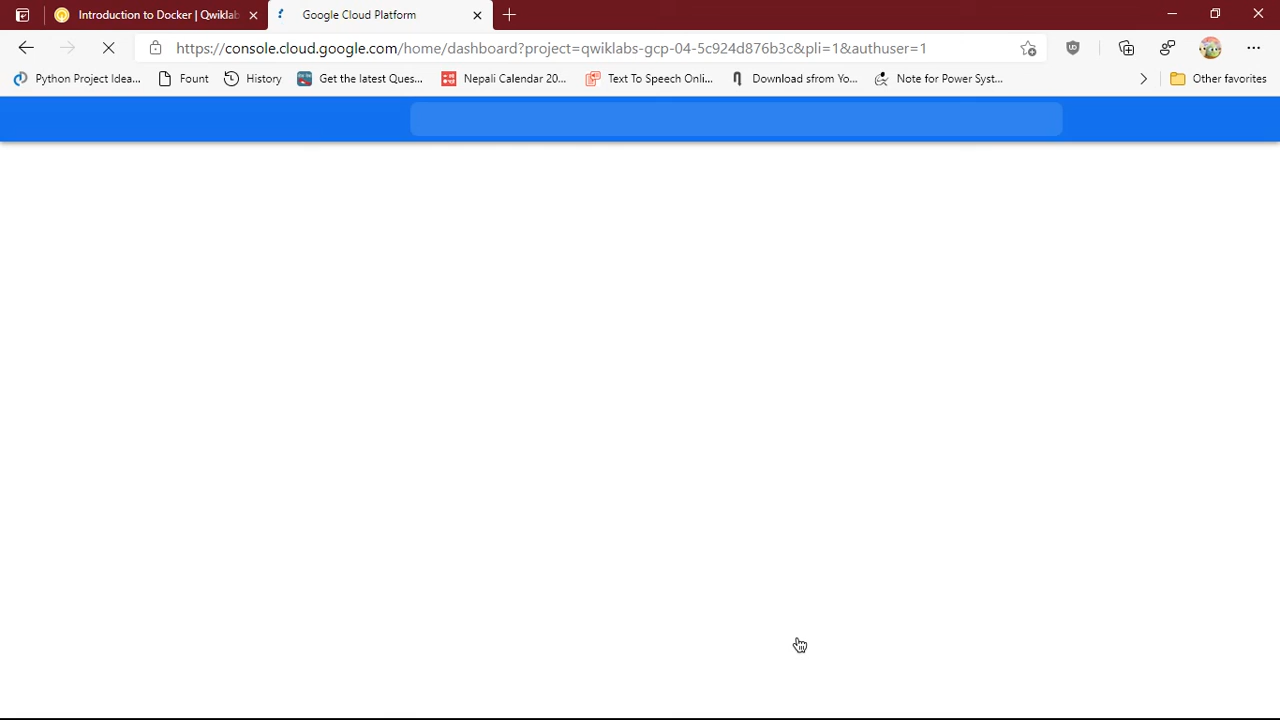 Introduction to Docker | Qwiklab
Google Cloud Platform
https://console.cloud.google.com/home/dashboard?project=qwiklabs-gcp-04-5c924d876b3c&pli=1&authuser=1
Python Project Idea... Fount History Get the latest Ques... Nepali Calendar 20... Text To Speech Onli... Download sfrom Yo... Note for Power Syst... Other favorites